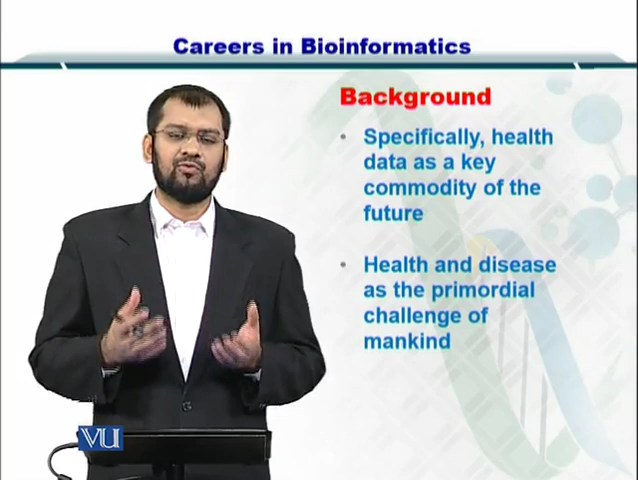 Careers in Bioinformatics
Background
• Specifically, health
data as a key
commodity of the
future
• Health and disease
as the primordial
challenge of
mankind
VU